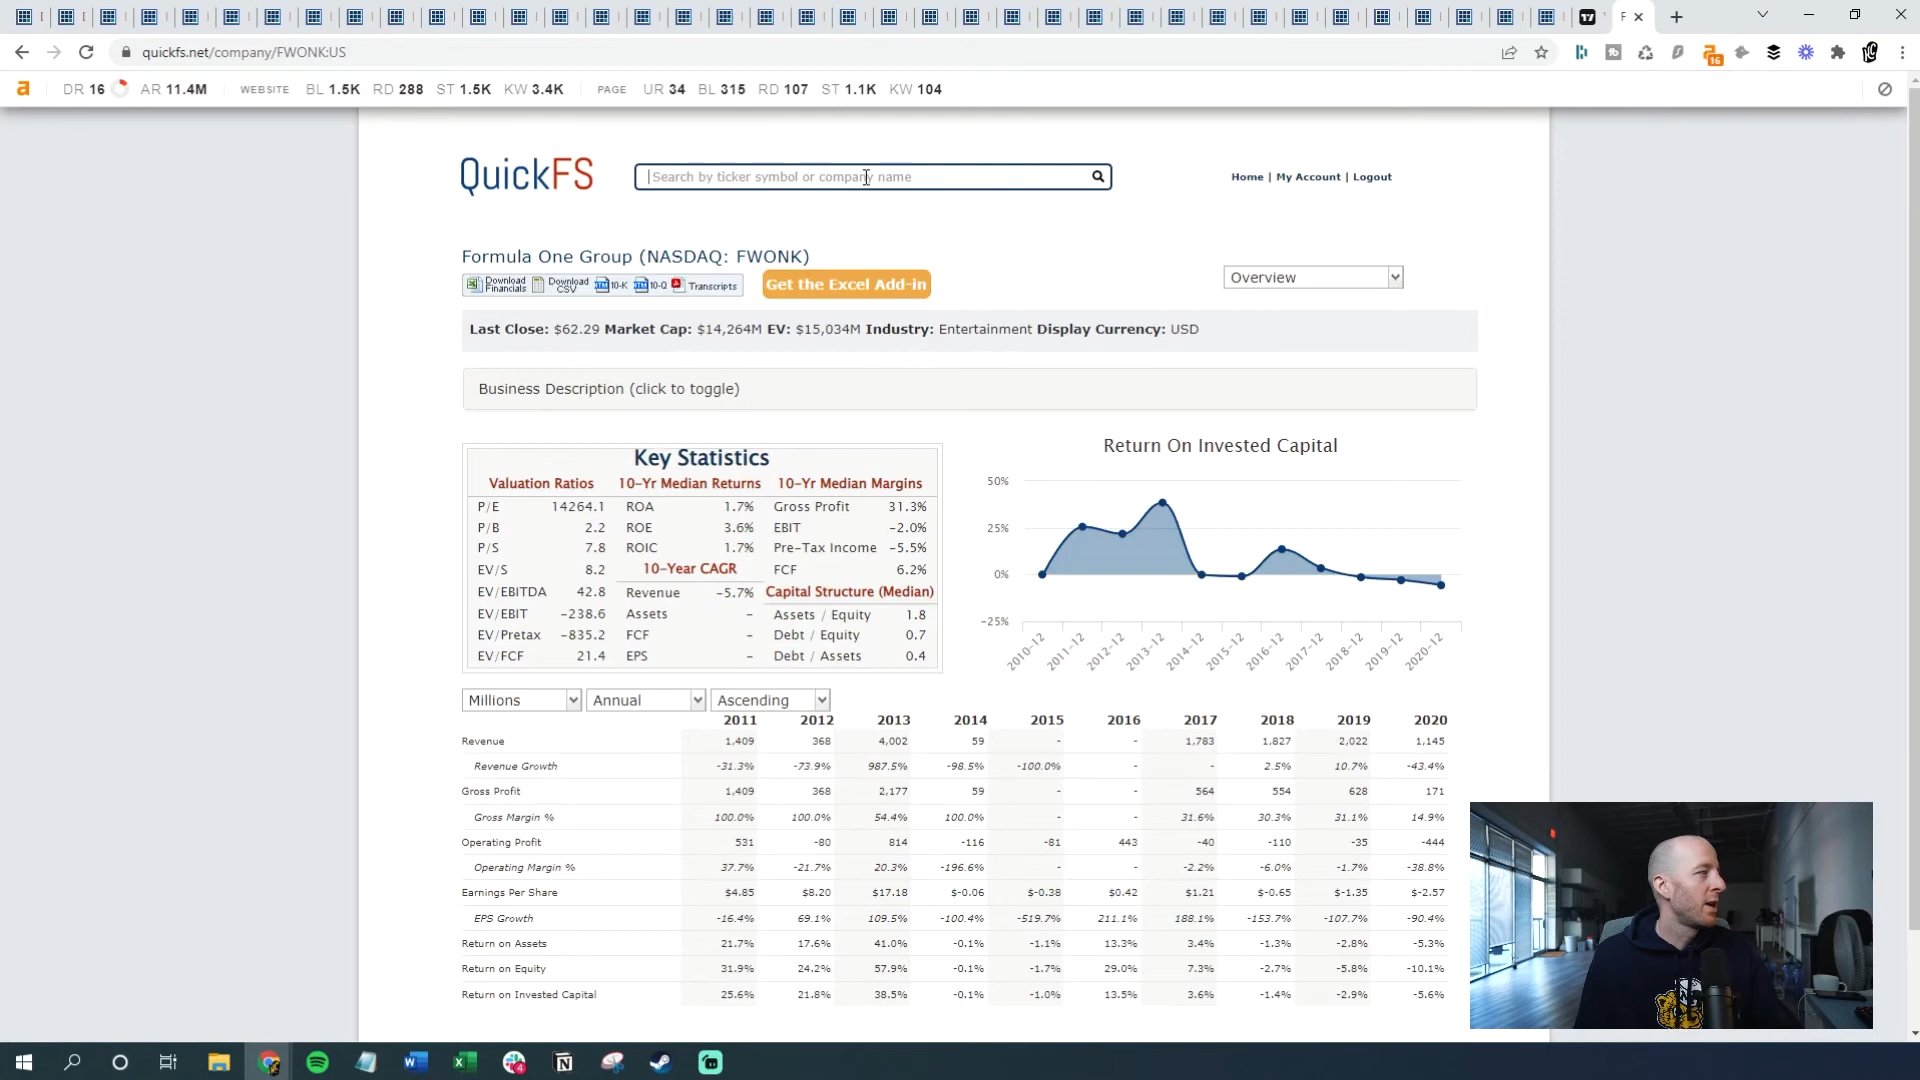 quickfs.net/company/FWONK:US
16
DR 16 AR 11.4M WEBSITE BL 1.5K RD 288 ST 1.5K KW 3.4K PAGE UR 34 BL 315 RD 107 ST 1.1K KW 104
QuickFS
Search by ticker symbol or company name
Home | My Account | Logout
Formula One Group (NASDAQ: FWONK)
Download Financials Download CSV 10-K 10-Q Transcripts
Get the Excel Add-in
Overview
Last Close: $62.29 Market Cap: $14,264M EV: $15,034M Industry: Entertainment Display Currency: USD
Business Description (click to toggle)
Key Statistics
Valuation Ratios 10-Yr Median Returns 10-Yr Median Margins
P/E 14264.1 ROA 1.7% Gross Profit 31.3%
P/B 2.2 ROE 3.6% EBIT -2.0%
P/S 7.8 ROIC 1.7% Pre-Tax Income -5.5%
EV/S 8.2 10-Year CAGR FCF 6.2%
EV/EBITDA 42.8 Revenue -5.7% Capital Structure (Median)
EV/EBIT -238.6 Assets - Assets / Equity 1.8
EV/Pretax -835.2 FCF - Debt / Equity 0.7
EV/FCF 21.4 EPS - Debt / Assets 0.4
Return On Invested Capital
50%
25%
0%
-25%
2010-12 2011-12 2012-12 2013-12 2014-12 2015-12 2016-12 2017-12 2018-12 2019-12 2020-12
Millions Annual Ascending
2011 2012 2013 2014 2015 2016 2017 2018 2019 2020
Revenue 1,409 368 4,002 59 - - 1,783 1,827 2,022 1,145
Revenue Growth -31.3% -73.9% 987.5% -98.5% -100.0% - - 2.5% 10.7% -43.4%
Gross Profit 1,409 368 2,177 59 - - 564 554 628 171
Gross Margin % 100.0% 100.0% 54.4% 100.0% - - 31.6% 30.3% 31.1% 14.9%
Operating Profit 531 -80 814 -116 -81 443 -40 -110 -35 -444
Operating Margin % 37.7% -21.7% 20.3% -196.6% - - -2.2% -6.0% -1.7% -38.8%
Earnings Per Share $4.85 $8.20 $17.18 $-0.06 $-0.38 $0.42 $1.21 $-0.65 $-1.35 $-2.57
EPS Growth -16.4% 69.1% 109.5% -100.4% -519.7% 211.1% 188.1% -153.7% -107.7% -90.4%
Return on Assets 21.7% 17.6% 41.0% -0.1% -1.1% 13.3% 3.4% -1.3% -2.8% -5.3%
Return on Equity 31.9% 24.2% 57.9% -0.1% -1.7% 29.0% 7.3% -2.7% -5.8% -10.1%
Return on Invested Capital 25.6% 21.8% 38.5% -0.1% -1.0% 13.5% 3.6% -1.4% -2.9% -5.6%